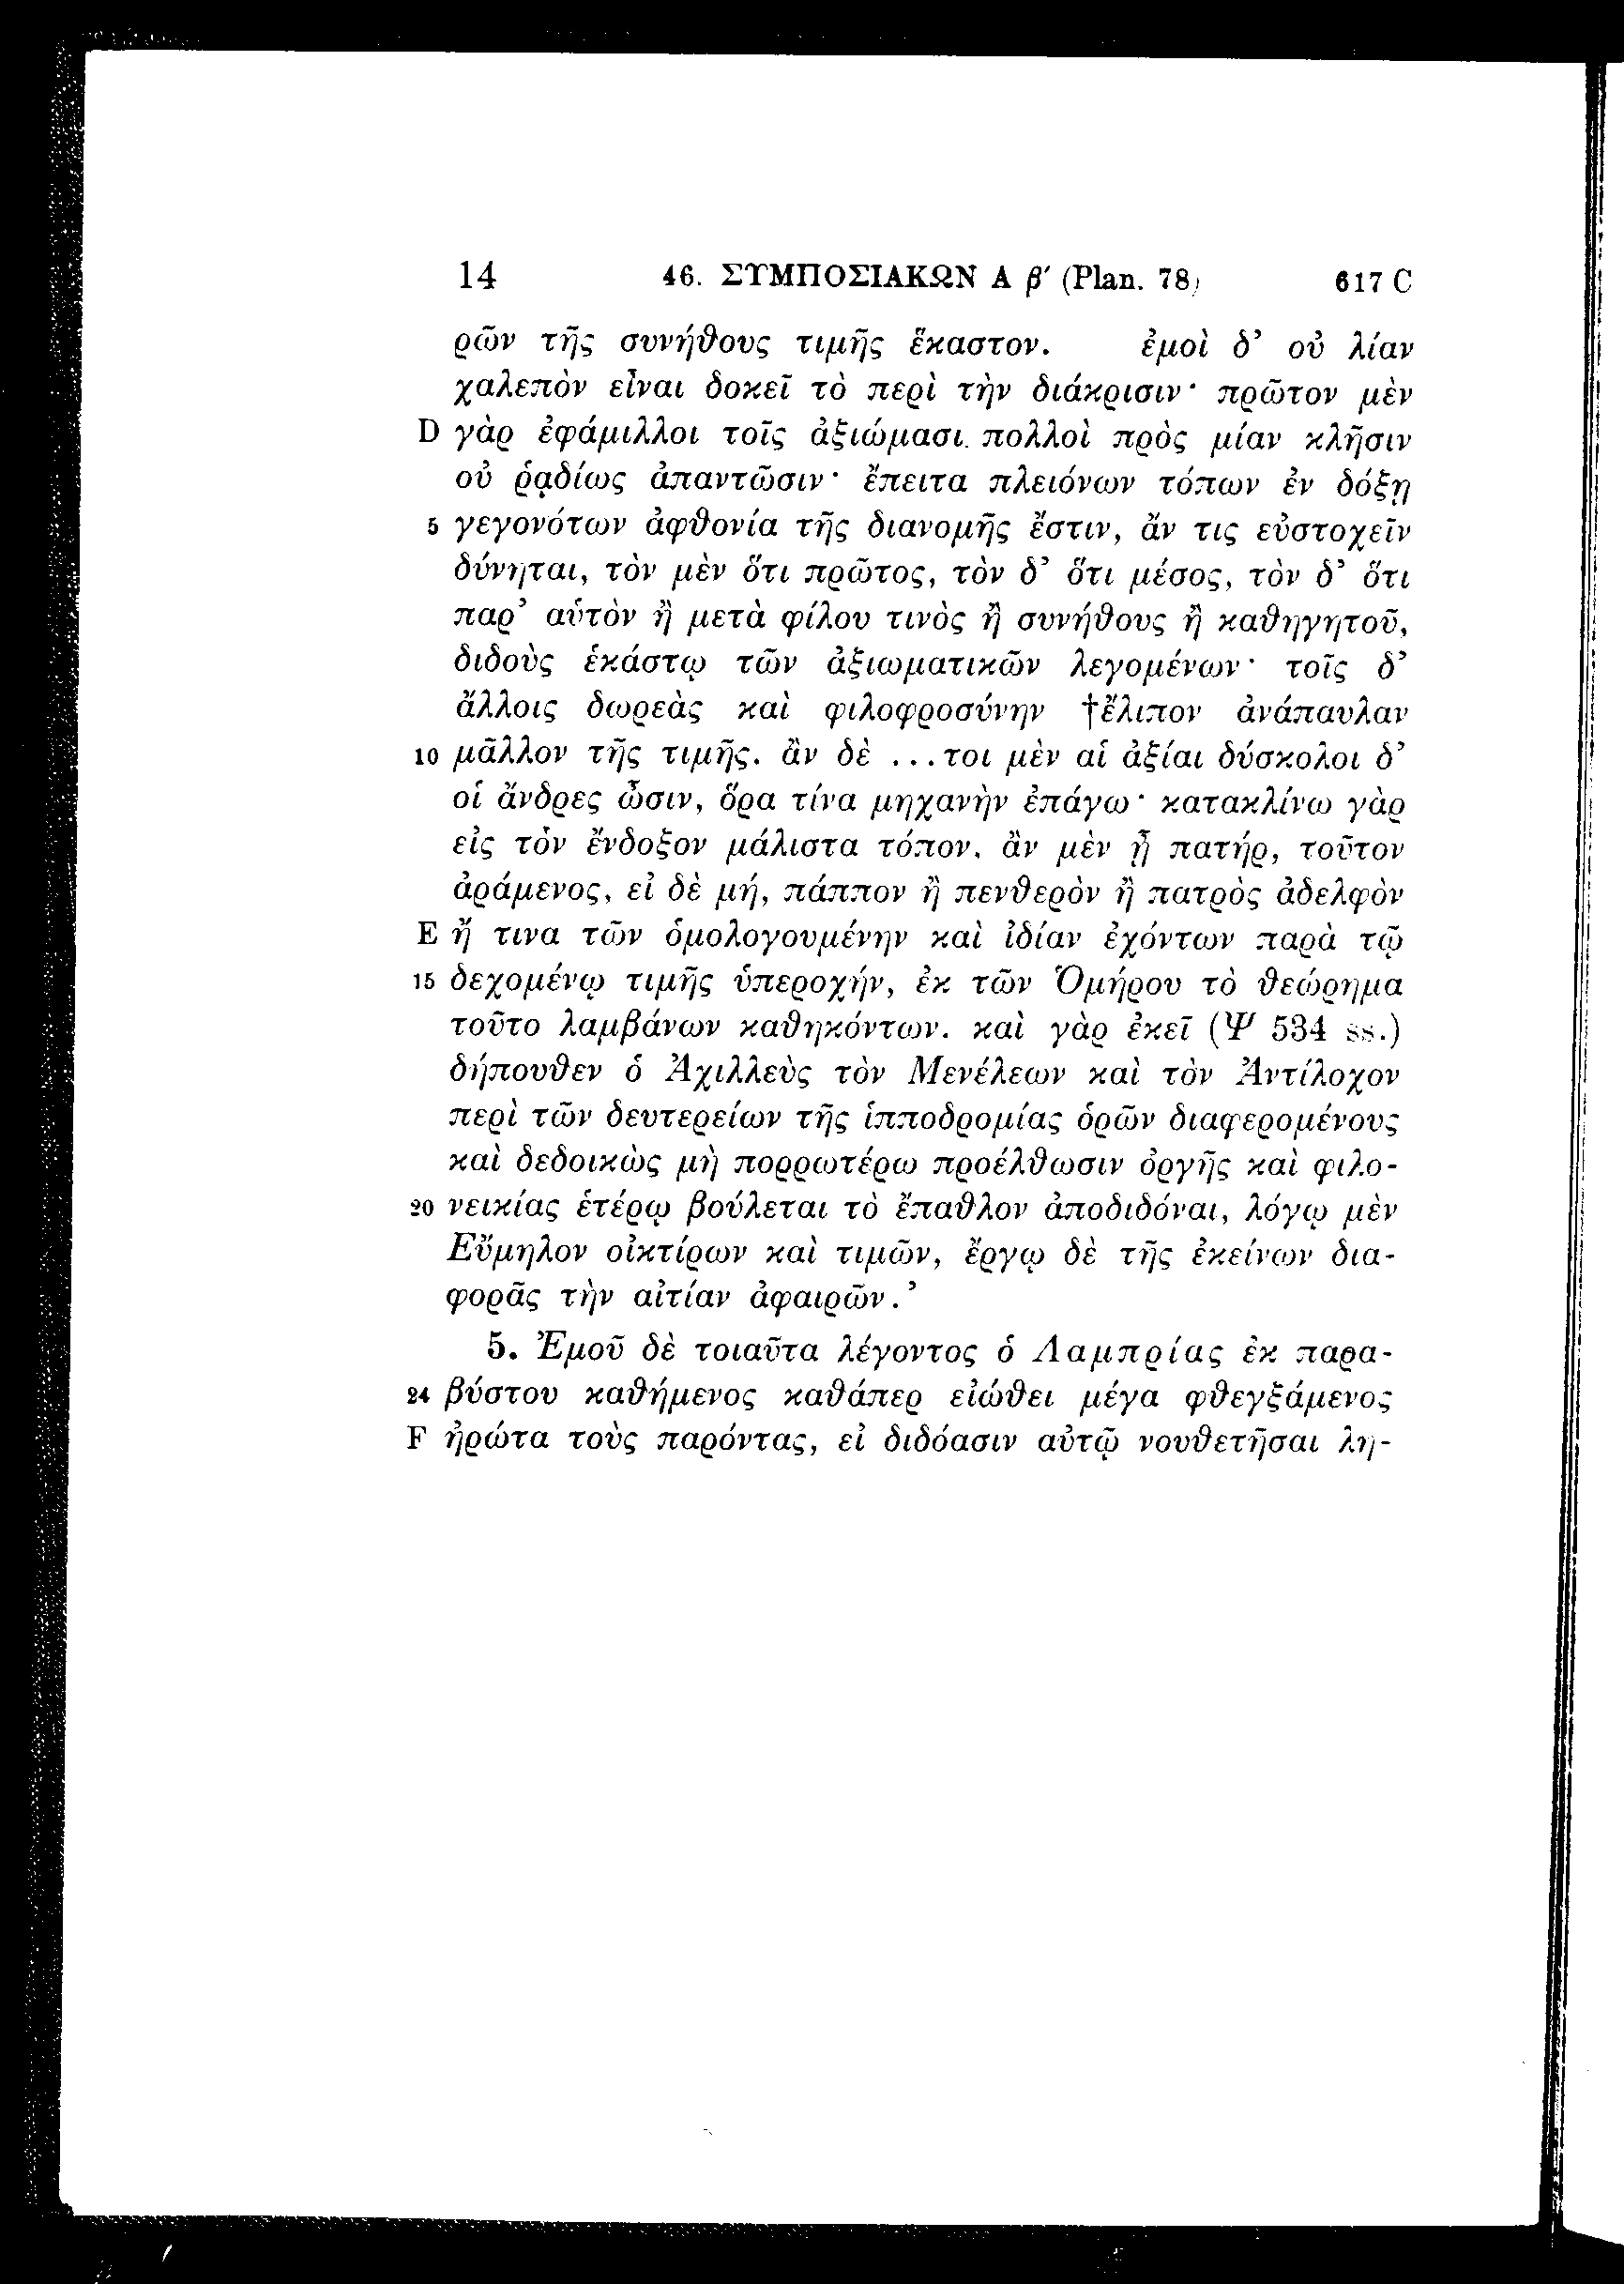 14 46. ΣΥΜΠΟΣΙΑΚΩΝ Α β′ (Plan. 78) 617 C
ρῶν τῆς συνήθους τιμῆς ἕκαστον. ἐμοὶ δ’ οὐ λίαν
χαλεπὸν εἶναι δοκεῖ τὸ περὶ τὴν διάκρισιν· πρῶτον μὲν
D γὰρ ἐφάμιλλοι τοῖς ἀξιώμασι πολλοὶ πρὸς μίαν κλῆσιν
οὐ ῥᾳδίως ἀπαντῶσιν· ἔπειτα πλειόνων τόπων ἐν δόξῃ
5 γεγονότων ἀφθονία τῆς διανομῆς ἔστιν, ἄν τις εὐστοχεῖν
δύνηται, τὸν μὲν ὅτι πρῶτος, τὸν δ’ ὅτι μέσος, τὸν δ’ ὅτι
παρ’ αὑτὸν ἢ μετὰ φίλου τινὸς ἢ συνήθους ἢ καθηγητοῦ,
διδοὺς ἑκάστῳ τῶν ἀξιωματικῶν λεγομένων· τοῖς δ’
ἄλλοις δωρεὰς καὶ φιλοφροσύνην †ἔλιπον ἀνάπαυλαν
10 μᾶλλον τῆς τιμῆς. ἂν δὲ ...τοι μὲν αἱ ἀξίαι δύσκολοι δ’
οἱ ἄνδρες ὦσιν, ὅρα τίνα μηχανὴν ἐπάγω· κατακλίνω γὰρ
εἰς τὸν ἔνδοξον μάλιστα τόπον, ἂν μὲν ᾖ πατήρ, τοῦτον
ἀράμενος, εἰ δὲ μή, πάππον ἢ πενθερὸν ἢ πατρὸς ἀδελφὸν
E ἤ τινα τῶν ὁμολογουμένην καὶ ἰδίαν ἐχόντων παρὰ τῷ
15 δεχομένῳ τιμῆς ὑπεροχήν, ἐκ τῶν Ὁμήρου τὸ θεώρημα
τοῦτο λαμβάνων καθηκόντων. καὶ γὰρ ἐκεῖ (Ψ 534 ss.)
δήπουθεν ὁ Ἀχιλλεὺς τὸν Μενέλεων καὶ τὸν Ἀντίλοχον
περὶ τῶν δευτερείων τῆς ἱπποδρομίας ὁρῶν διαφερομένους
καὶ δεδοικὼς μὴ πορρωτέρω προέλθωσιν ὀργῆς καὶ φιλο-
20 νεικίας ἑτέρῳ βούλεται τὸ ἔπαθλον ἀποδιδόναι, λόγῳ μὲν
Εὔμηλον οἰκτίρων καὶ τιμῶν, ἔργῳ δὲ τῆς ἐκείνων δια-
φορᾶς τὴν αἰτίαν ἀφαιρῶν.’
5. Ἐμοῦ δὲ τοιαῦτα λέγοντος ὁ Λαμπρίας ἐκ παρα-
24 βύστου καθήμενος καθάπερ εἰώθει μέγα φθεγξάμενος
F ἠρώτα τοὺς παρόντας, εἰ διδόασιν αὐτῷ νουθετῆσαι λη-